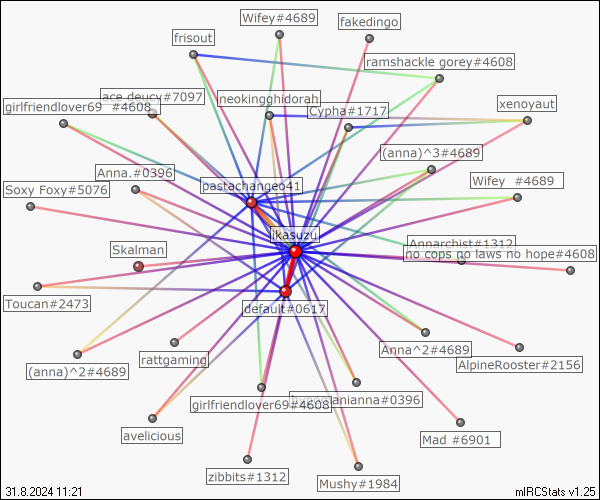 Wifey#4689
fakedingo
frisout
ramshackle gorey#4608
ace deucy#7097
neokingghidorah
girlfriendlover69 #4608
Cypha#1717
xenoyaut
(anna)^3#4689
Anna.#0396
pastachangeo41
Soxy Foxy#5076
Wifey #4689
jkasuzu
Annarchist#1312
Skalman
no cops no laws no hope#4608
Toucan#2473
default#0617
rattgaming
Anna^2#4689
AlpineRooster#2156
(anna)^2#4689
girlfriendlover69#4608
anianna#0396
avelicious
Mad #6901
zibbits#1312
Mushy#1984
31.8.2024 11:21
mIRCStats v1.25